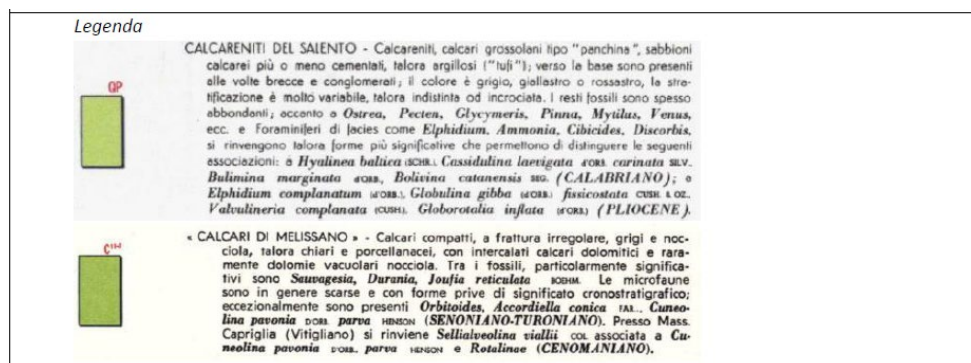 Legenda
CALCARENITI DEL SALENTO - Calcareniti, calcari grossolani tipo "panchina", sabbioni
calcarei più o meno cementati, talora argillosi ("tufi"); verso la base sono presenti
alle volte brecce e conglomerati; il colore è grigio, giallastro o rossastro, la stra-
QP
tificazione è molto variabile, talora indistinta od incrociata. I resti fossili sono spesso
abbondanti; accanto a Ostrea, Pecten, Glycymeris, Pinna, Mytilus, Venus,
ecc. e Foraminiferi di facies come Elphidium, Ammonia, Cibicides, Discorbis,
si rinvengono talora forme più significative che permettono di distinguere le seguenti
associazioni: a Hyalinea baltica (SCHR.), Cassidulina laevigata d'ORB. carinata SILV.
Bulimina marginata d'ORB., Bolivina catanensis SEG. (CALABRIANO); a
Elphidium complanatum (d'ORB.), Globulina gibba (d'ORB.) fissicostata CUSH. & OZ.,
Valvulineria complanata (CUSH.), Globorotalia inflata (d'ORB.) (PLIOCENE).
« CALCARI DI MELISSANO » - Calcari compatti, a frattura irregolare, grigi e noc-
ciola, talora chiari e porcellanacei, con intercalati calcari dolomitici e rara-
mente dolomie vacuolari nocciola. Tra i fossili, particolarmente significa-
tivi sono Sauvagesia, Durania, Joufia reticulata BOEHM. Le microfaune
sono in genere scarse e con forme prive di significato cronostratigrafico;
eccezionalmente sono presenti Orbitoides, Accordiella conica FAR., Cuneo-
lina pavonia D'ORB. parva HENSON (SENONIANO-TURONIANO). Presso Mass.
Capriglia (Vitigliano) si rinviene Sellialveolina viallii COL. associata a Cu-
neolina pavonia D'ORB. parva HENSON e Rotalinae (CENOMANIANO).